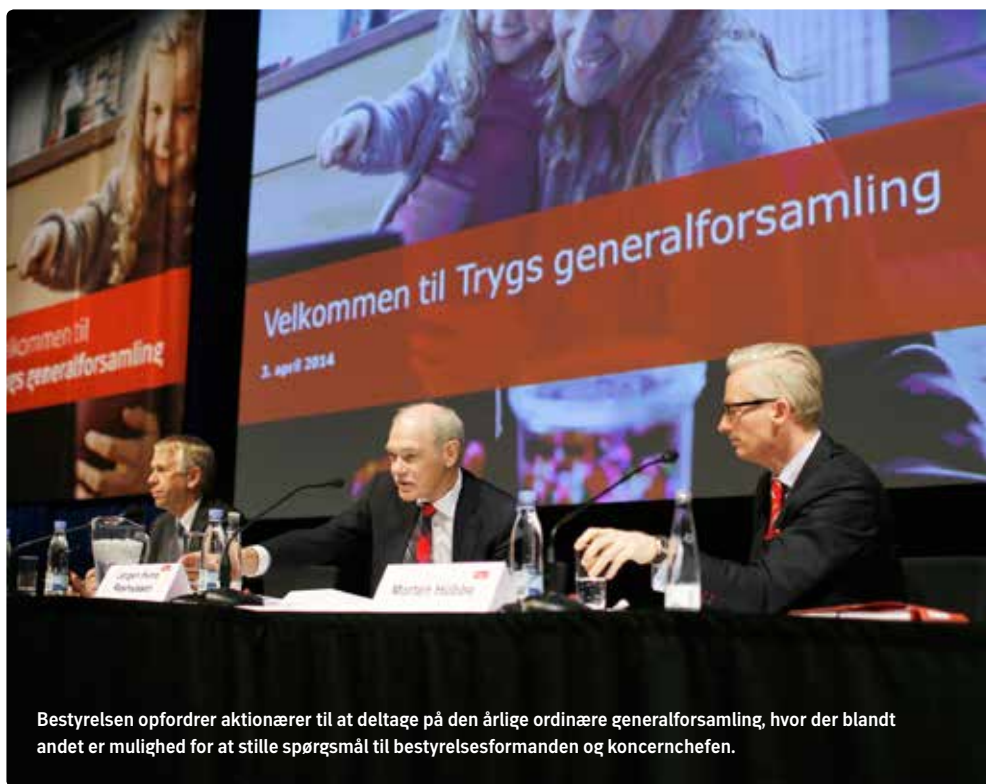 Velkommen til Trygs generalforsamling
3. april 2014
kommen til
gs generalforsamling
Jørgen Huno
Rasmussen
Morten Hübbe
Bestyrelsen opfordrer aktionærer til at deltage på den årlige ordinære generalforsamling, hvor der blandt
andet er mulighed for at stille spørgsmål til bestyrelsesformanden og koncernchefen.